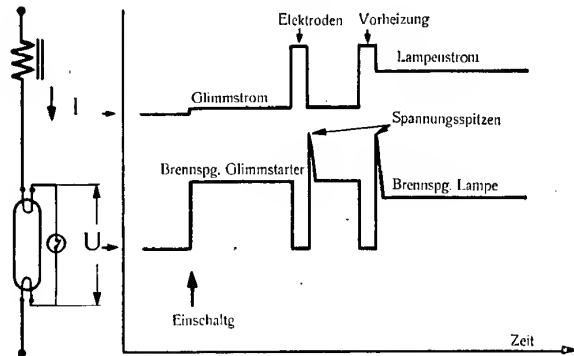 Elektroden Vorheizung
Lampenstrom
Glimmstrom
I
Spannungsspitzen
Brennspg. Glimmstarter
Brennspg. Lampe
U
Einschaltg
Zeit